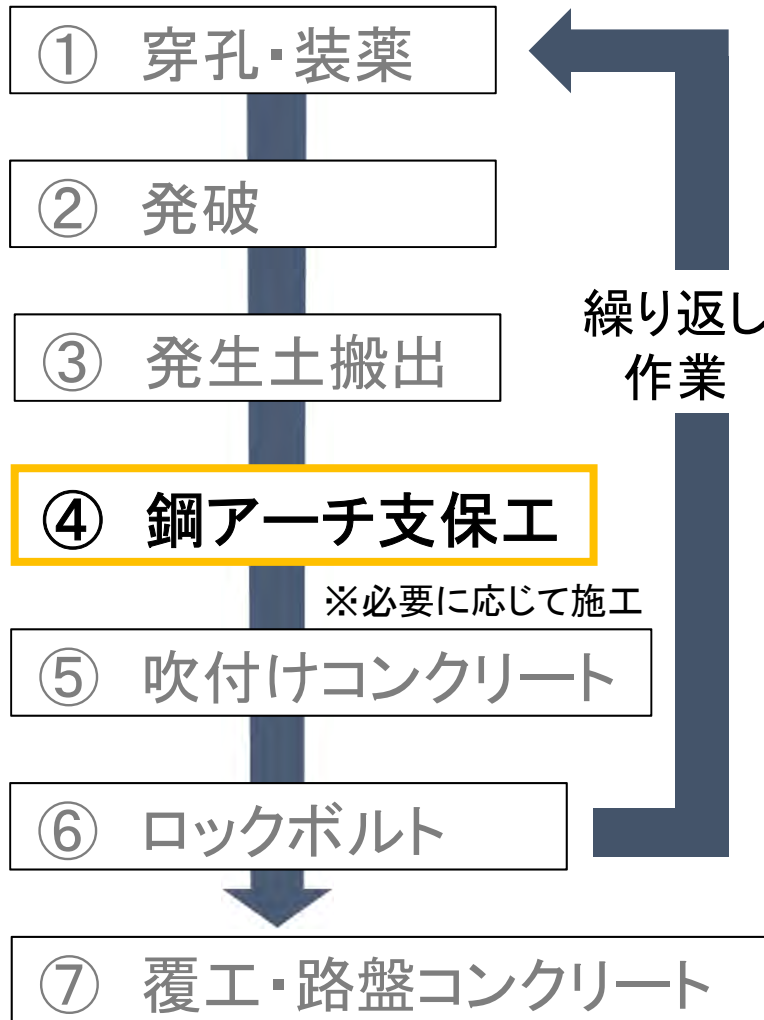 ① 穿孔・装薬
② 発破
③ 発生土搬出
繰り返し
作業
④ 鋼アーチ支保工
※必要に応じて施工
⑤ 吹付けコンクリート
⑥ ロックボルト
⑦ 覆工・路盤コンクリート